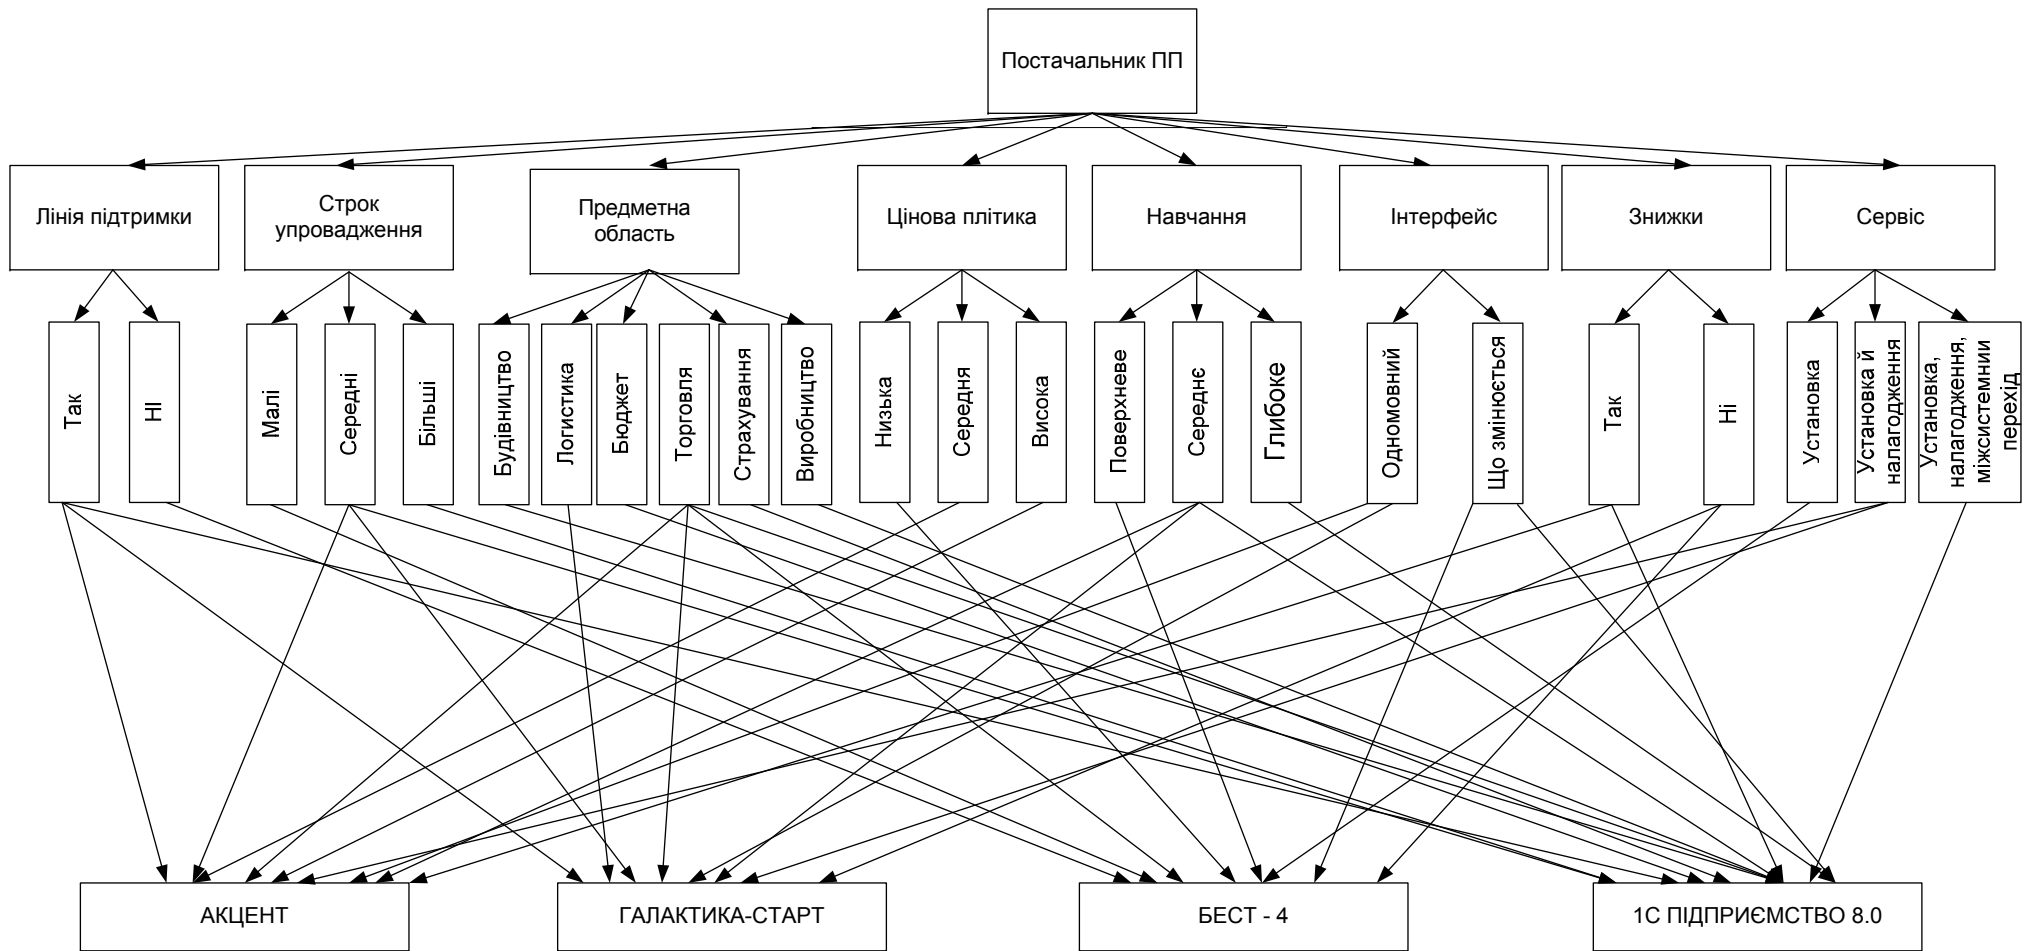 Постачальник ПП
Лінія підтримки
Строк
упровадження
Предметна
область
Цінова плітика
Навчання
Інтерфейс
Знижки
Сервіс
Так
НІ
Малі
Середні
Більші
Будівництво
Логистика
Бюджет
Торговля
Страхування
Виробництво
Низька
Середня
Висока
Поверхневе
Середнє
Глибоке
Одномовний
Що змінюється
Так
Ні
Установка
Установка й
налагодження
Установка,
налагодження,
міжсистемнии
перехід
АКЦЕНТ
ГАЛАКТИКА-СТАРТ
БЕСТ - 4
1С ПІДПРИЄМСТВО 8.0